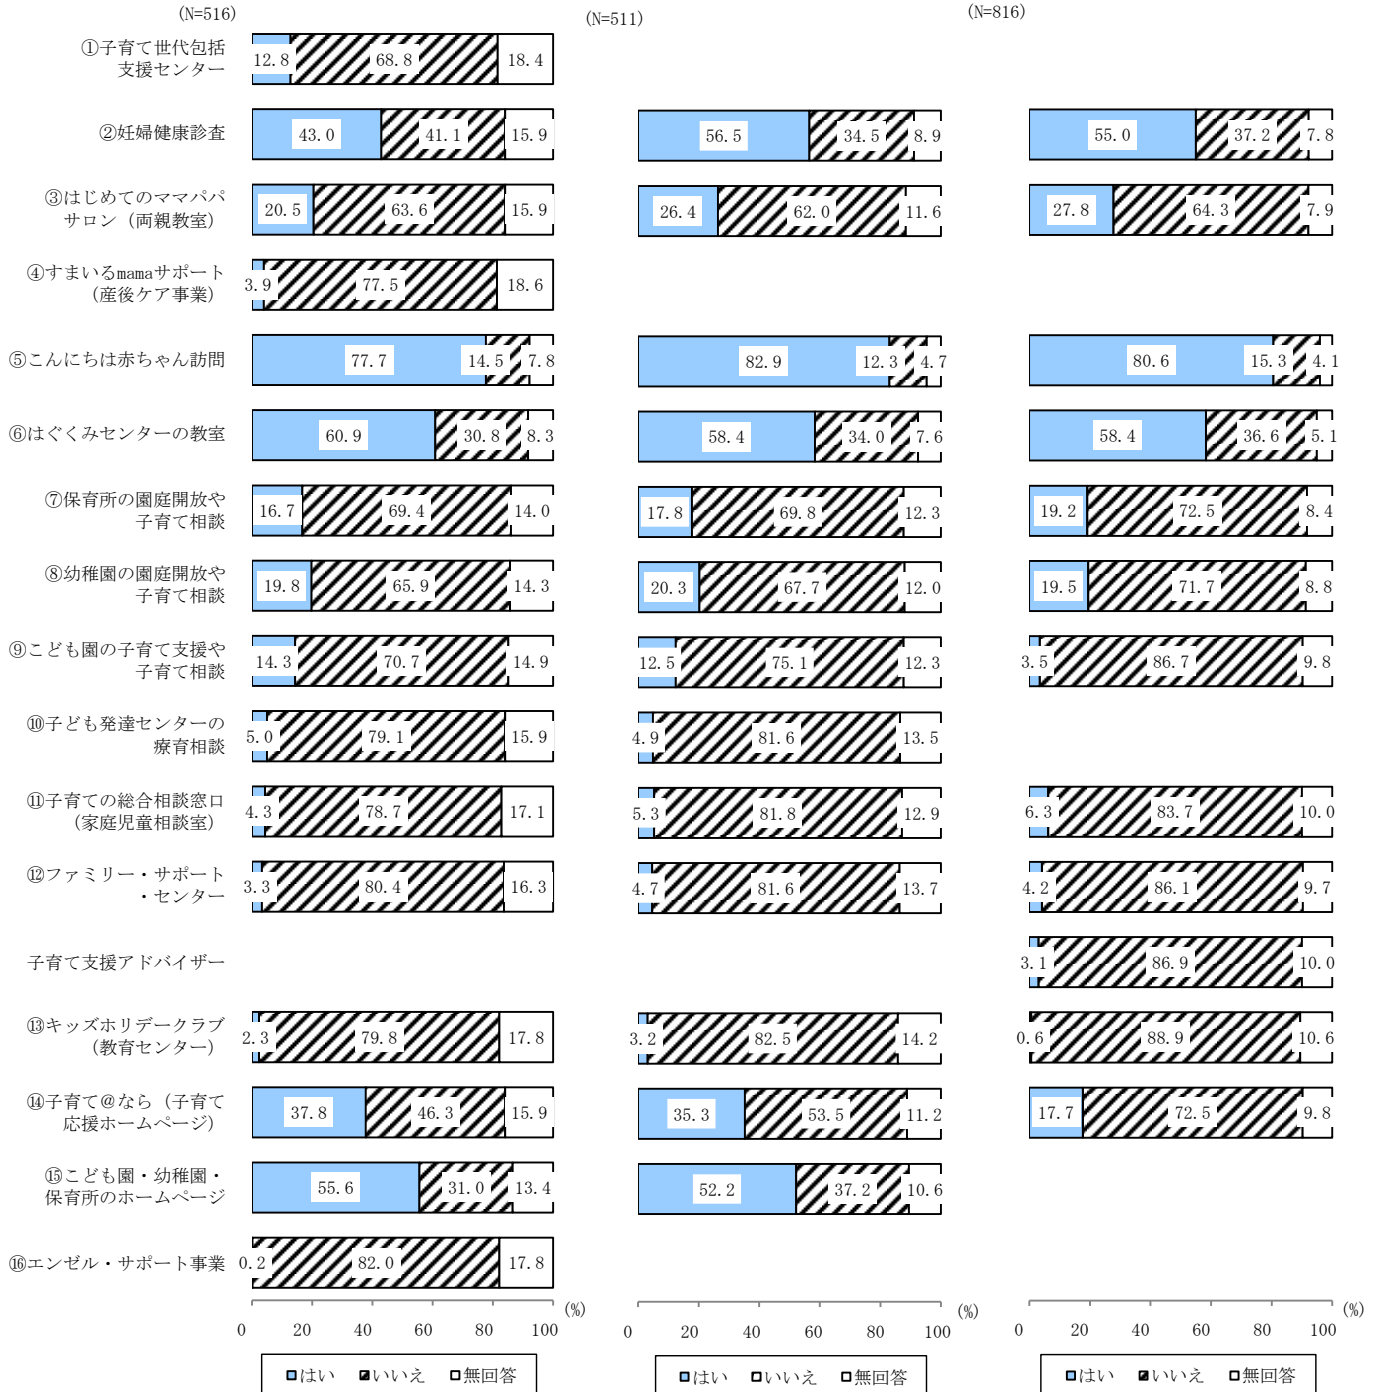 (N=516)
(N=511)
(N=816)
①子育て世代包括
支援センター
12.8 68.8 18.4
②妊婦健康診査
43.0 41.1 15.9
56.5 34.5 8.9
55.0 37.2 7.8
③はじめてのママパパ
サロン（両親教室）
20.5 63.6 15.9
26.4 62.0 11.6
27.8 64.3 7.9
④すまいるmamaサポート
（産後ケア事業）
3.9 77.5 18.6
⑤こんにちは赤ちゃん訪問
77.7 14.5 7.8
82.9 12.3 4.7
80.6 15.3 4.1
⑥はぐくみセンターの教室
60.9 30.8 8.3
58.4 34.0 7.6
58.4 36.6 5.1
⑦保育所の園庭開放や
子育て相談
16.7 69.4 14.0
17.8 69.8 12.3
19.2 72.5 8.4
⑧幼稚園の園庭開放や
子育て相談
19.8 65.9 14.3
20.3 67.7 12.0
19.5 71.7 8.8
⑨こども園の子育て支援や
子育て相談
14.3 70.7 14.9
12.5 75.1 12.3
3.5 86.7 9.8
⑩子ども発達センターの
療育相談
5.0 79.1 15.9
4.9 81.6 13.5
⑪子育ての総合相談窓口
（家庭児童相談室）
4.3 78.7 17.1
5.3 81.8 12.9
6.3 83.7 10.0
⑫ファミリー・サポート
・センター
3.3 80.4 16.3
4.7 81.6 13.7
4.2 86.1 9.7
子育て支援アドバイザー
3.1 86.9 10.0
⑬キッズホリデークラブ
（教育センター）
2.3 79.8 17.8
3.2 82.5 14.2
0.6 88.9 10.6
⑭子育て@なら（子育て
応援ホームページ）
37.8 46.3 15.9
35.3 53.5 11.2
17.7 72.5 9.8
⑮こども園・幼稚園・
保育所のホームページ
55.6 31.0 13.4
52.2 37.2 10.6
⑯エンゼル・サポート事業
0.2 82.0 17.8
0 20 40 60 80 100 (%)
0 20 40 60 80 100 (%)
0 20 40 60 80 100 (%)
はい いいえ 無回答
はい いいえ 無回答
はい いいえ 無回答